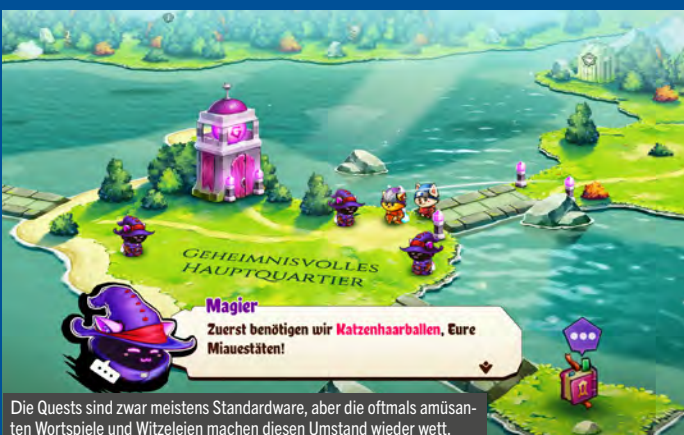 GEHEIMNISVOLLES
HAUPTQUARTIER
Magier
Zuerst benötigen wir Katzenhaarballen, Eure
Miauestäten!
Die Quests sind zwar meistens Standardware, aber die oftmals amüsan-
ten Wortspiele und Witzeleien machen diesen Umstand wieder wett.